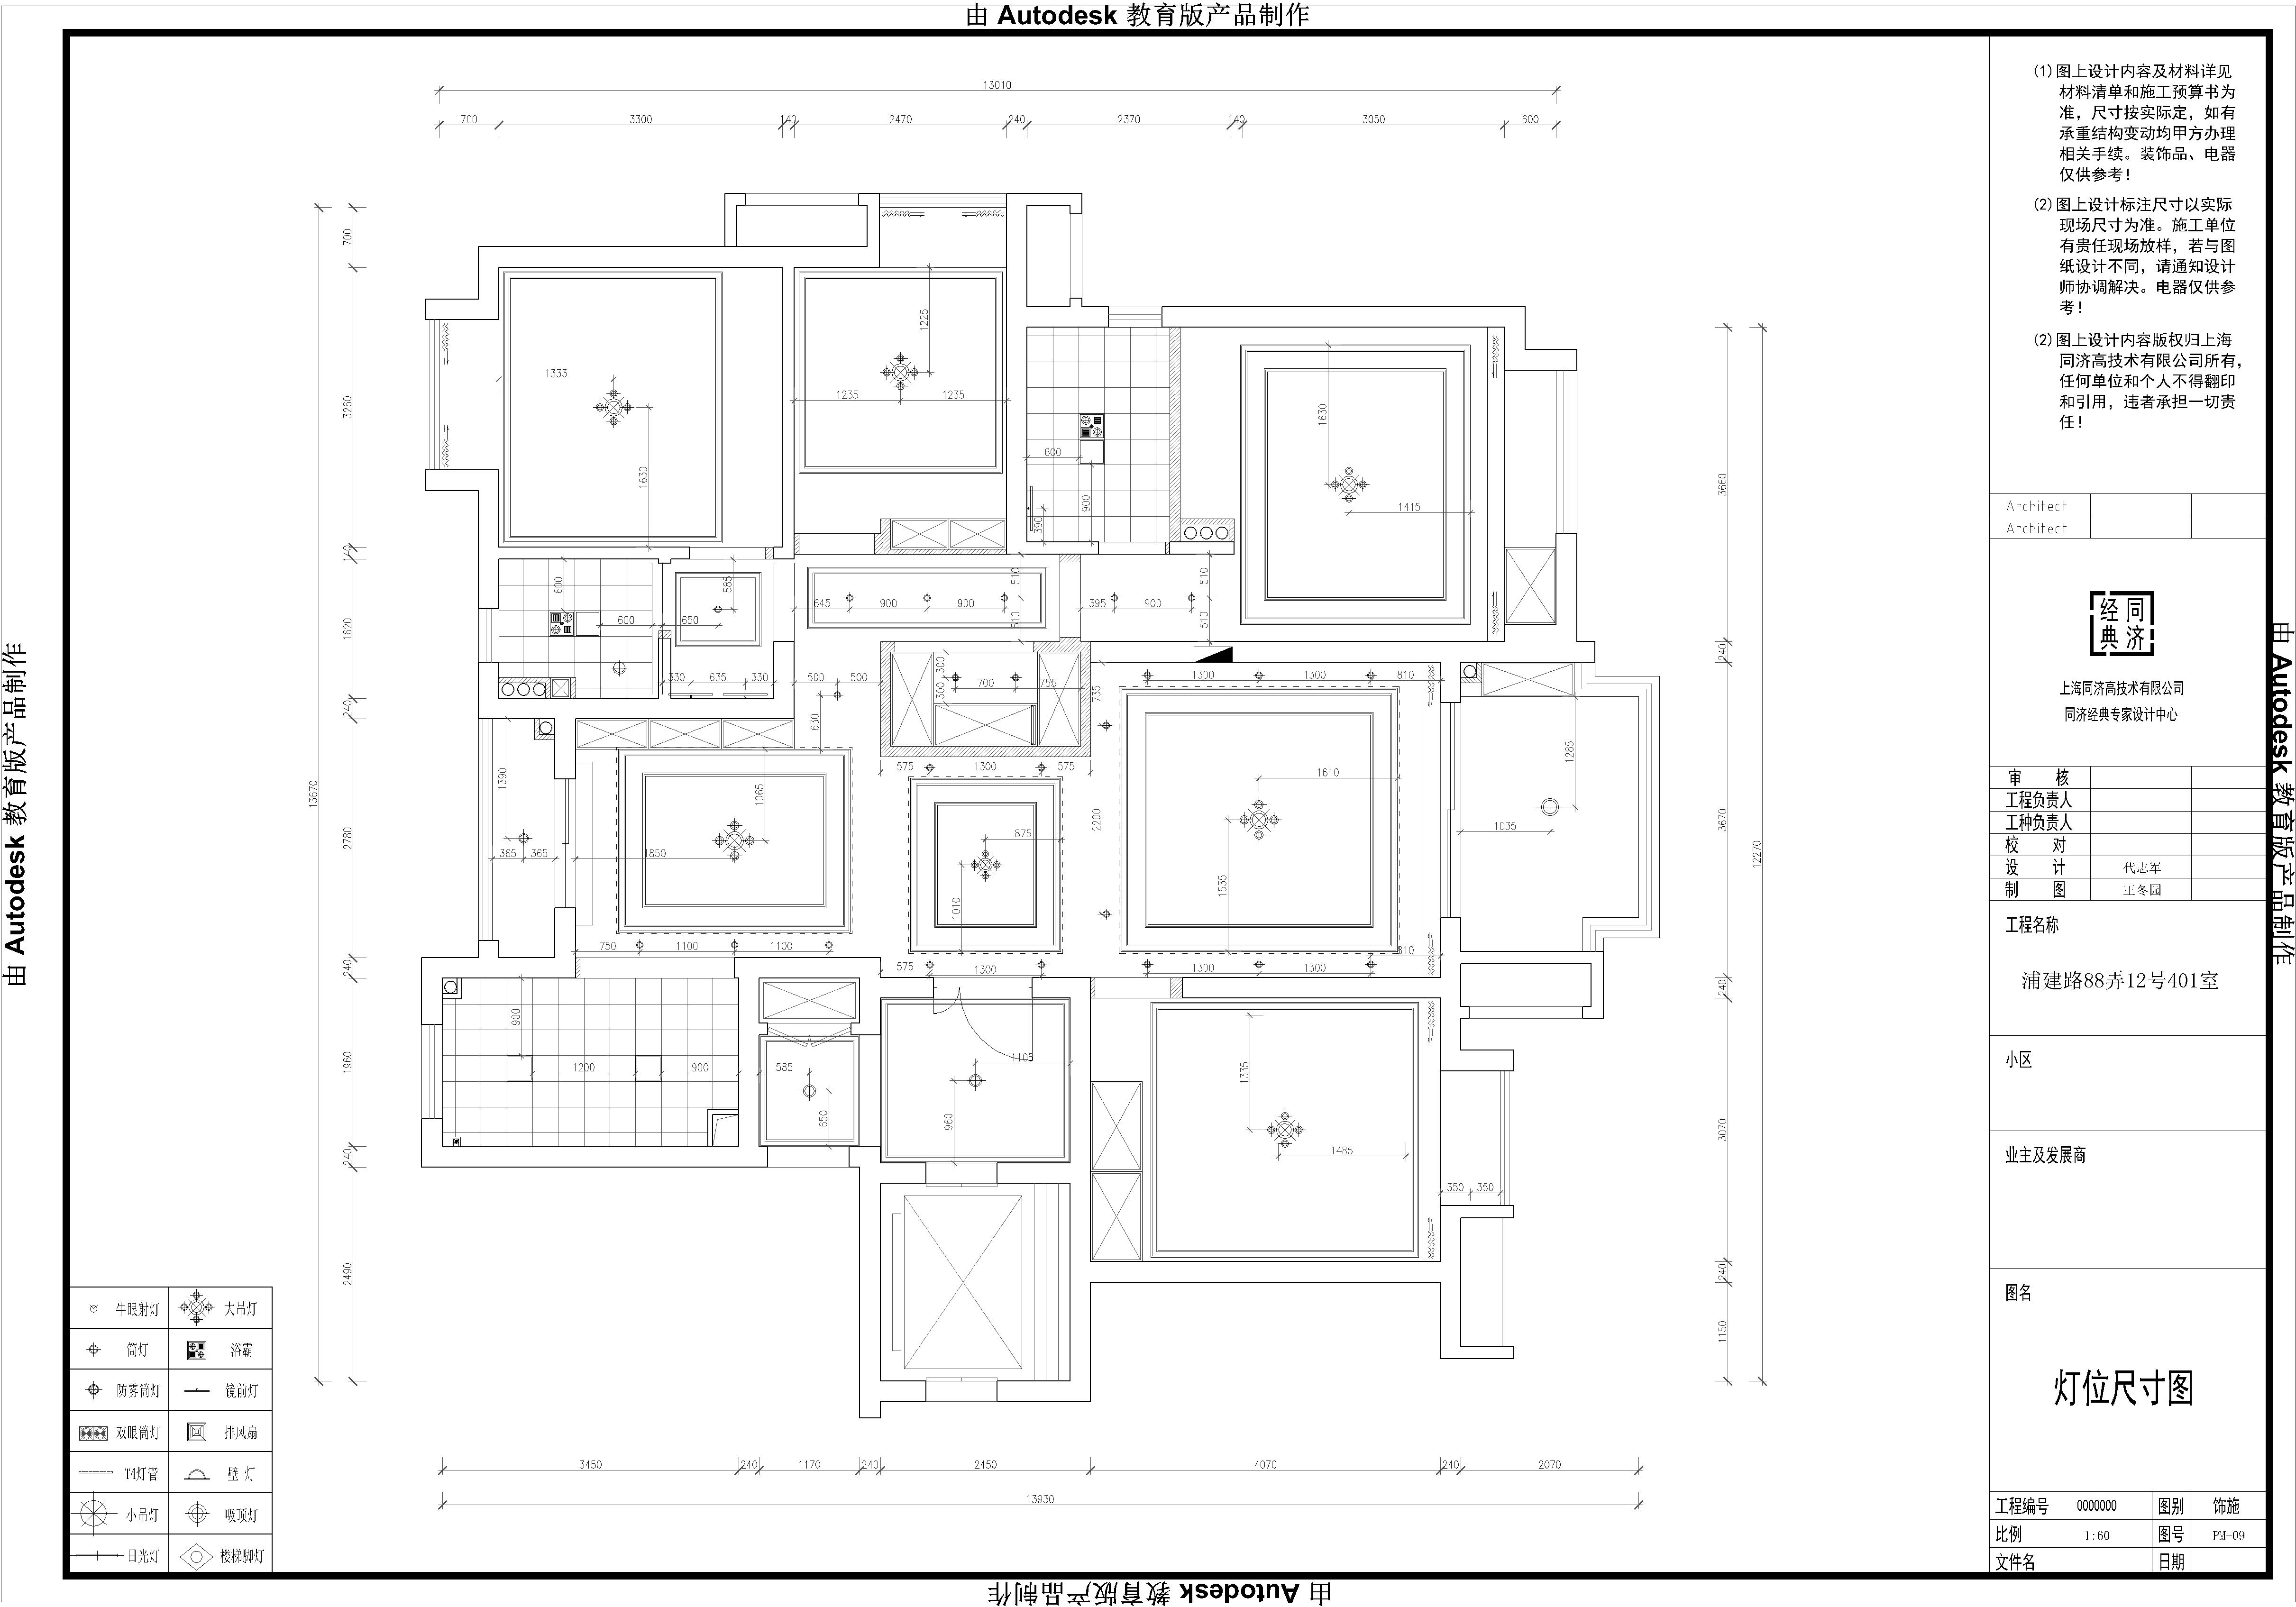 由 Autodesk 教育版产品制作
13010
700 3300 140 2470 240 2370 140 3050 600
(1) 图上设计内容及材料详见
材料清单和施工预算书为
准，尺寸按实际定，如有
承重结构变动均甲方办理
相关手续。装饰品、电器
仅供参考！
(2) 图上设计标注尺寸以实际
现场尺寸为准。施工单位
有责任现场放样，若与图
纸设计不同，请通知设计
师协调解决。电器仅供参
考！
(2) 图上设计内容版权归上海
同济高技术有限公司所有，
任何单位和个人不得翻印
和引用，违者承担一切责
任！
Architect
Architect
同济
经典
上海同济高技术有限公司
同济经典专家设计中心
审 核
工程负责人
工种负责人
校 对
设 计 代志军
制 图 王冬园
工程名称
浦建路88弄12号401室
小区
业主及发展商
图名
灯位尺寸图
工程编号 0000000 图别 饰施
比例 1:60 图号 PM-09
文件名 日期
13670
700
3260
140
1620
240
2780
240
1960
240
2490
3660
240
3670
240
3070
240
1150
12270
1333
1630
1225
1235 1235
600
900
390
1630
1415
600
600 650
585
645 900 900
510
510
395 900
510
510
330 635 330
500 500
630
300
300
700 755
735
2200
1300 1300 810
1610
1535
1300 1300 810
1285
1035
1390
365 365
1850
1065
750 1100 1100
575 1300 575
875
1010
575 1300
900
1200 900
585
650
1105
960
1335
1485
350 350
3450 240 1170 240 2450 4070 240 2070
13930
牛眼射灯 大吊灯
筒灯 浴霸
防雾筒灯 镜前灯
双眼筒灯 排风扇
T4灯管 壁 灯
小吊灯 吸顶灯
日光灯 楼梯脚灯
由 Autodesk 教育版产品制作
由 Autodesk 教育版产品制作
由 Autodesk 教育版产品制作